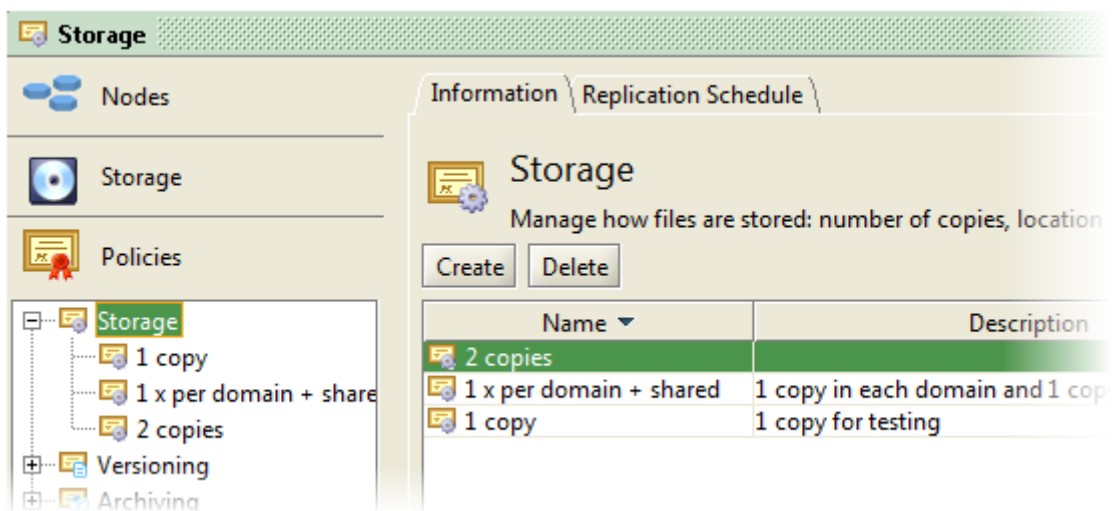 Storage
Nodes
Storage
Policies
Storage
1 copy
1 x per domain + share
2 copies
Versioning
Archiving
Information
Replication Schedule
Storage
Manage how files are stored: number of copies, location
Create
Delete
Name
Description
2 copies
1 x per domain + shared
1 copy in each domain and 1 cop
1 copy
1 copy for testing